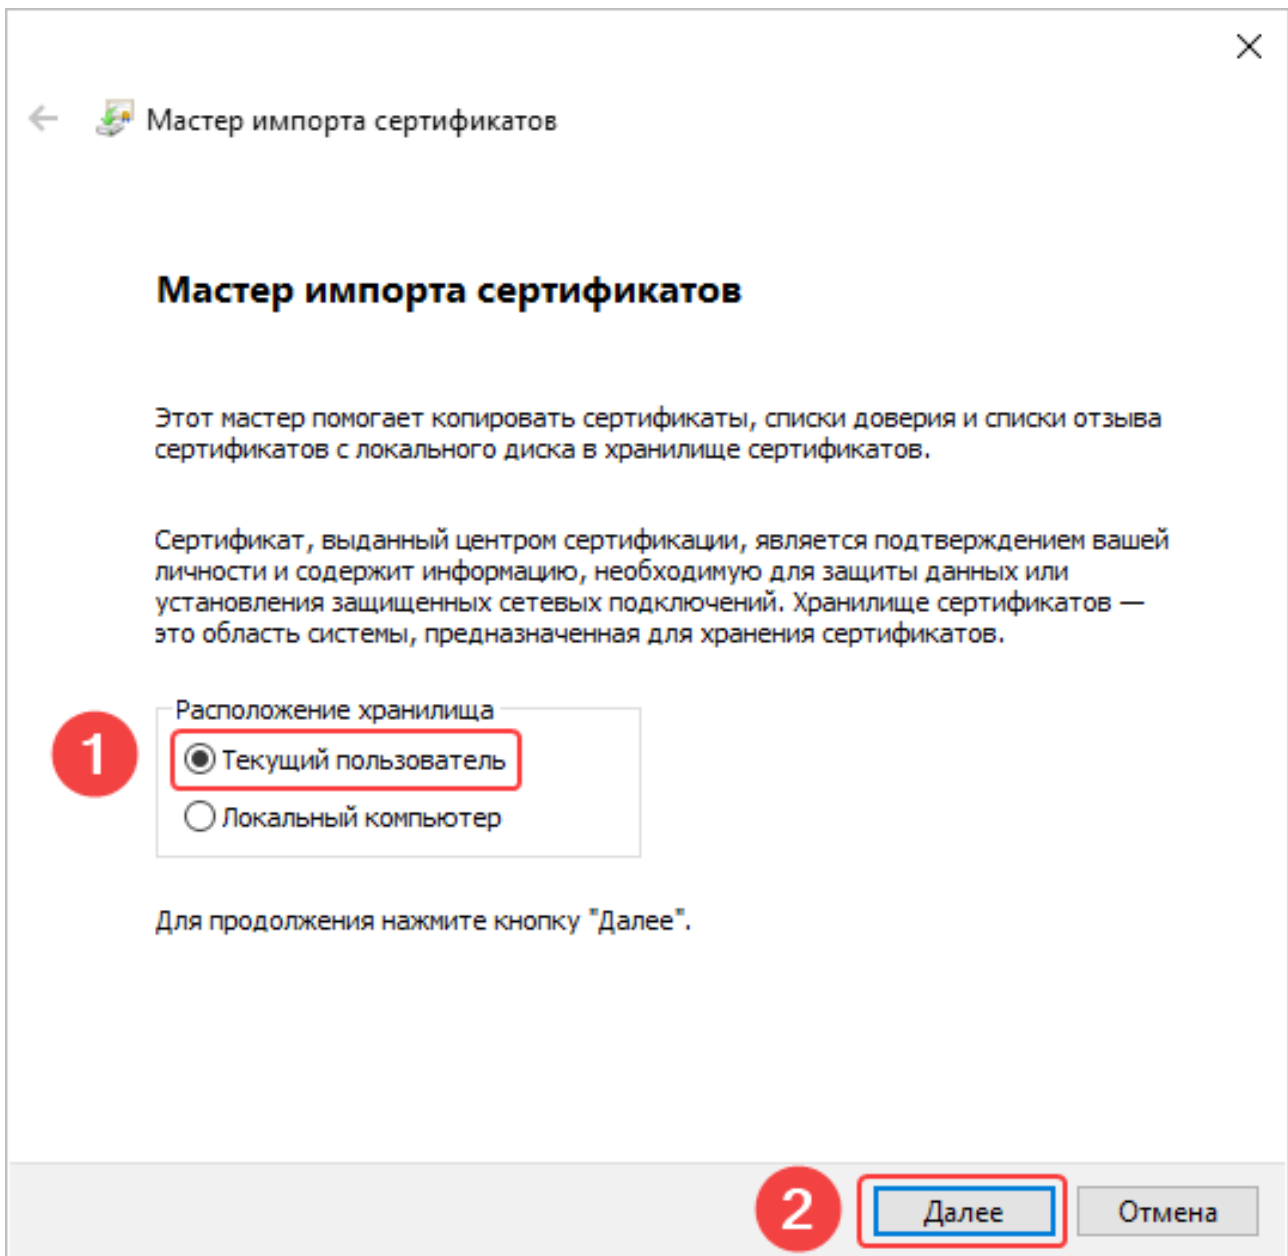 Мастер импорта сертификатов
Мастер импорта сертификатов
Этот мастер помогает копировать сертификаты, списки доверия и списки отзыва
сертификатов с локального диска в хранилище сертификатов.
Сертификат, выданный центром сертификации, является подтверждением вашей
личности и содержит информацию, необходимую для защиты данных или
установления защищенных сетевых подключений. Хранилище сертификатов —
это область системы, предназначенная для хранения сертификатов.
Расположение хранилища
1
Текущий пользователь
Локальный компьютер
Для продолжения нажмите кнопку "Далее".
2
Далее
Отмена